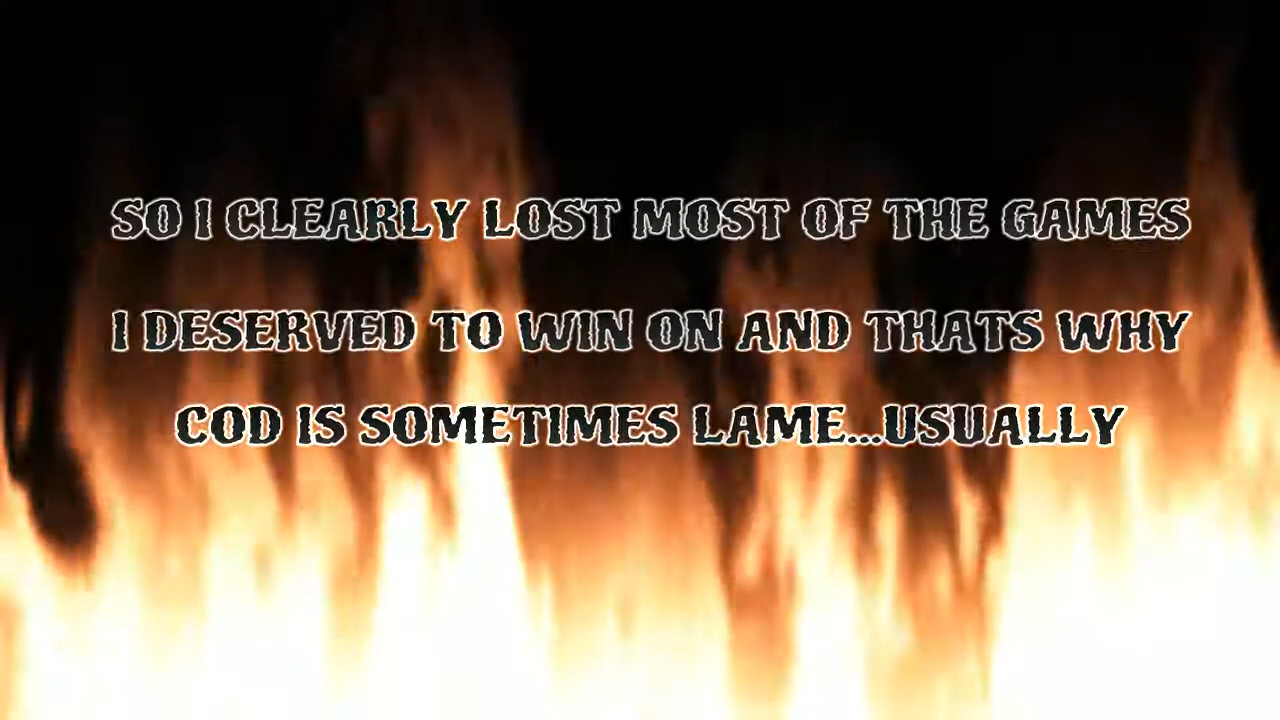 SO I CLEARLY LOST MOST OF THE GAMES
I DESERVED TO WIN ON AND THATS WHY
COD IS SOMETIMES LAME...USUALLY